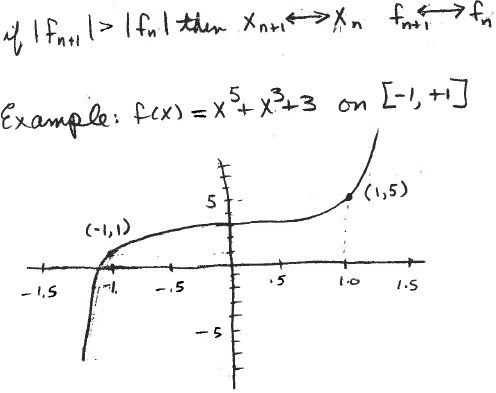 if |fₙ₊₁| > |fₙ| then xₙ₊₁ ↔ xₙ fₙ₊₁ ↔ fₙ
Example: f(x) = x⁵ + x³ + 3 on [-1, +1]
5
(1,5)
(-1,1)
-1.5 -1. -.5 .5 1.0 1.5
-5